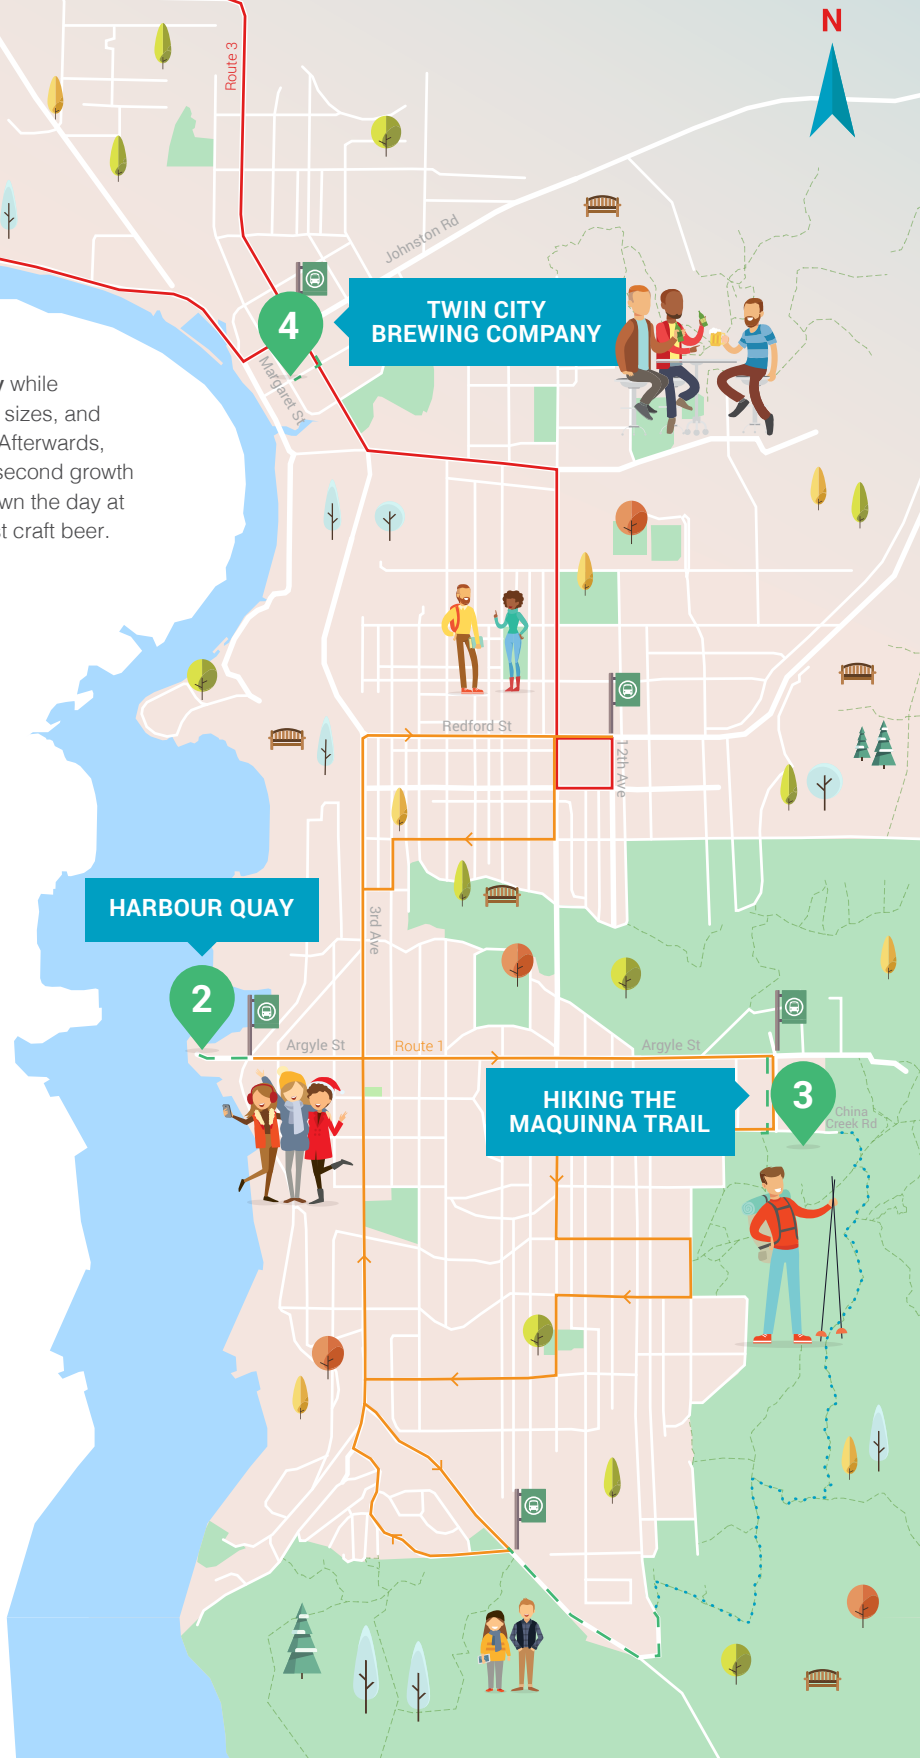 N
Route 3
Johnston Rd
4
TWIN CITY
BREWING COMPANY
Margaret St
y while
sizes, and
Afterwards,
second growth
wn the day at
t craft beer.
Redford St
12th Ave
HARBOUR QUAY
3rd Ave
2
Argyle St
Route 1
Argyle St
HIKING THE
MAQUINNA TRAIL
3
China
Creek Rd